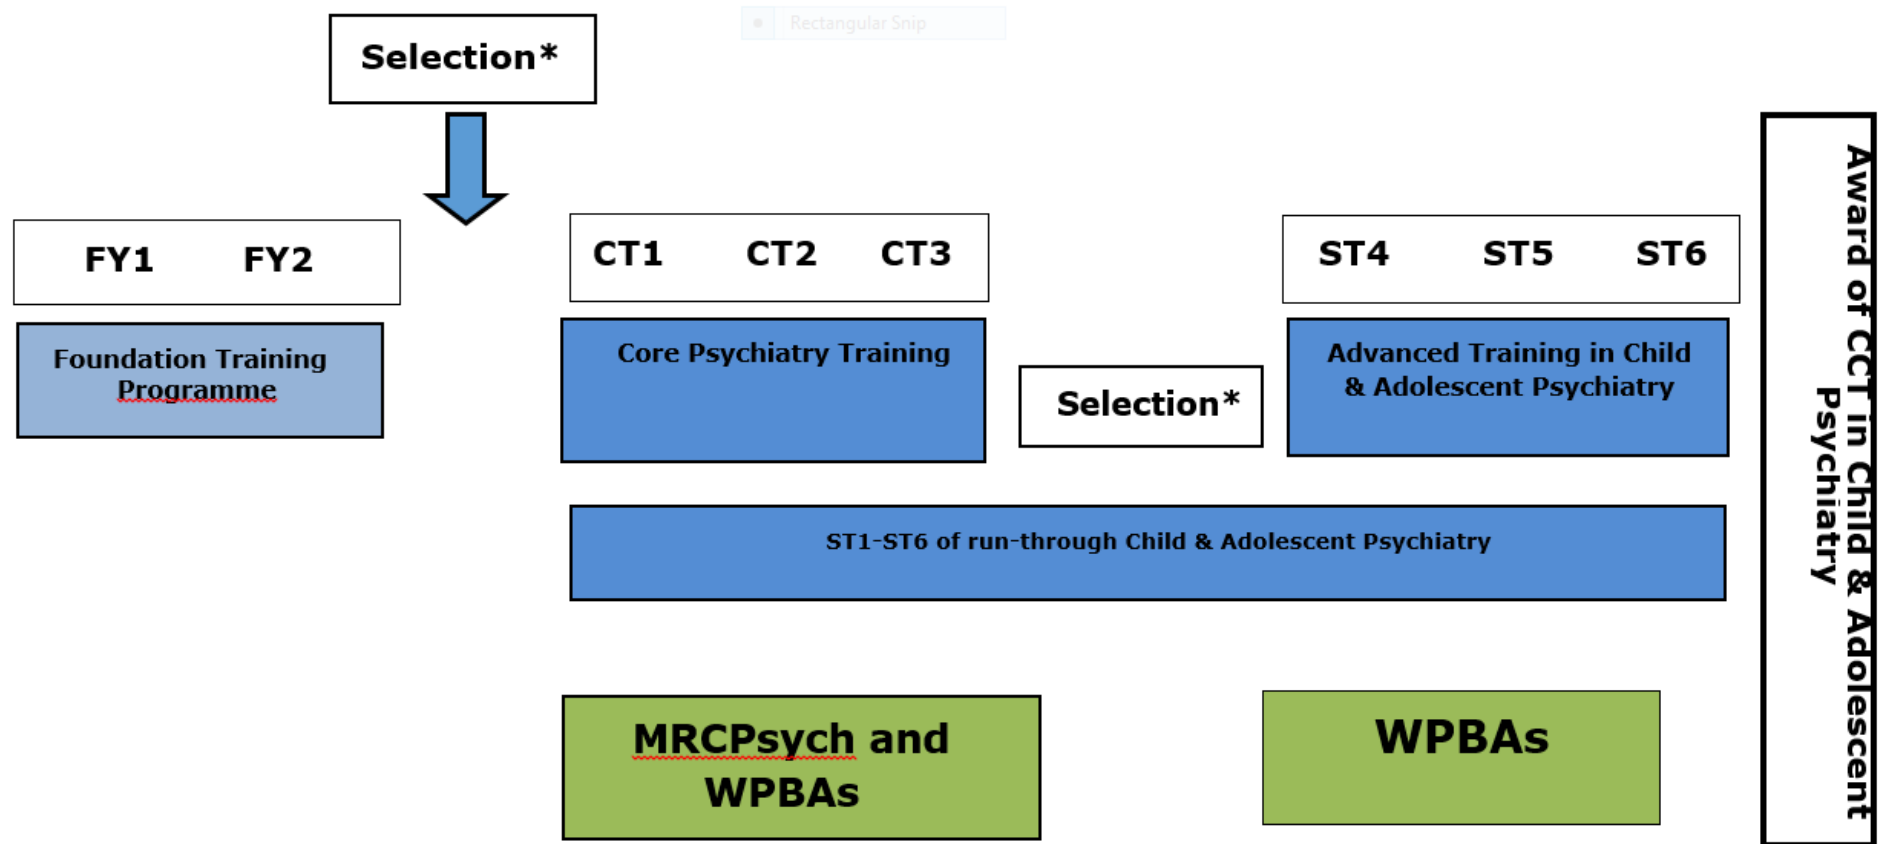 Rectangular Snip
Selection*
FY1 FY2
CT1 CT2 CT3
ST4 ST5 ST6
Foundation Training
Programme
Core Psychiatry Training
Selection*
Advanced Training in Child
& Adolescent Psychiatry
ST1-ST6 of run-through Child & Adolescent Psychiatry
MRCPsych and
WPBAs
WPBAs
Award of CCT in Child & Adolescent
Psychiatry